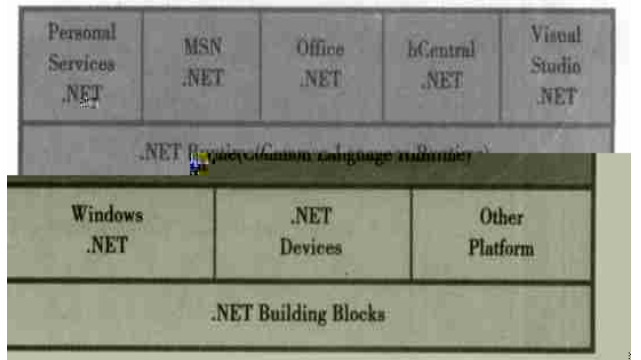 Personal
Services
.NET
MSN
.NET
Office
.NET
bCentral
.NET
Visual
Studio
.NET
.NET
Windows
.NET
.NET
Devices
Other
Platform
.NET Building Blocks